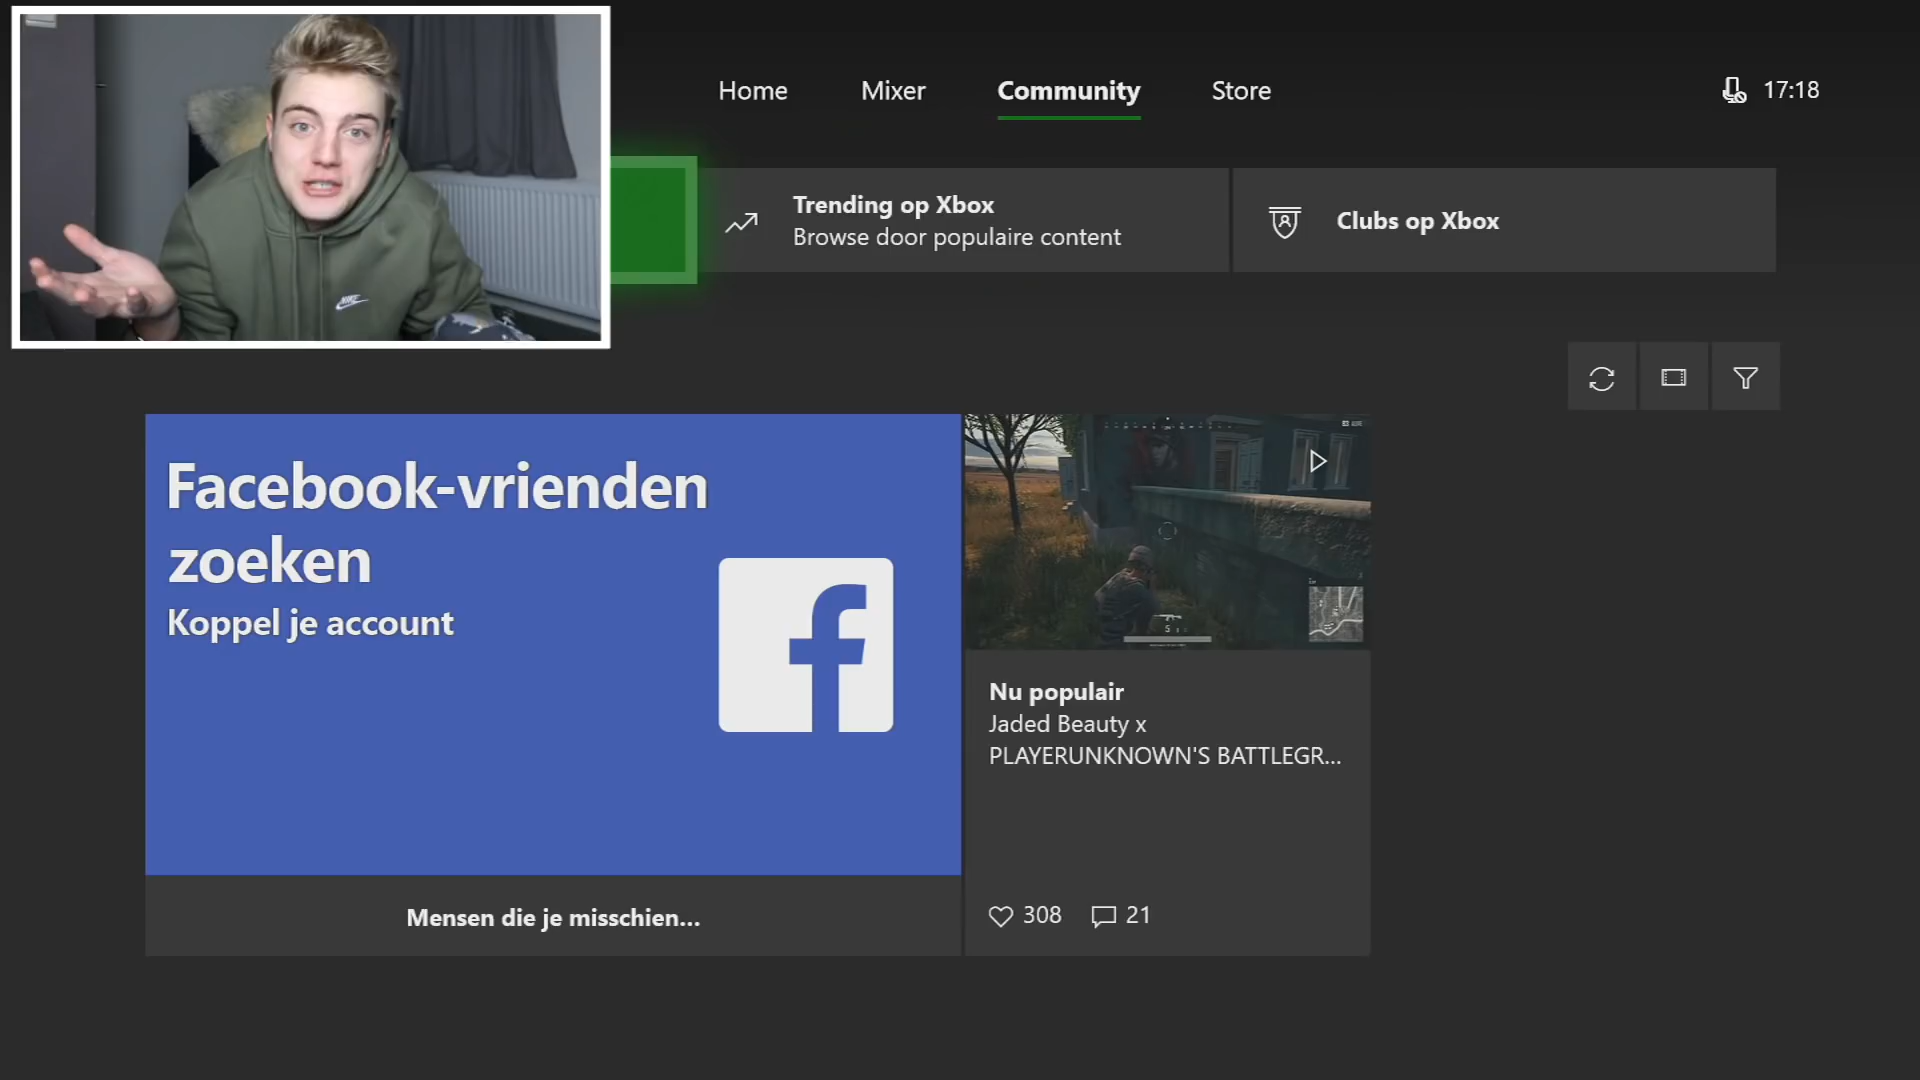 Home
Mixer
Community
Store
17:18
Trending op Xbox
Browse door populaire content
Clubs op Xbox
NIKE
Facebook-vrienden
zoeken
Koppel je account
f
Mensen die je misschien...
Nu populair
Jaded Beauty x
PLAYERUNKNOWN'S BATTLEGR...
308
21